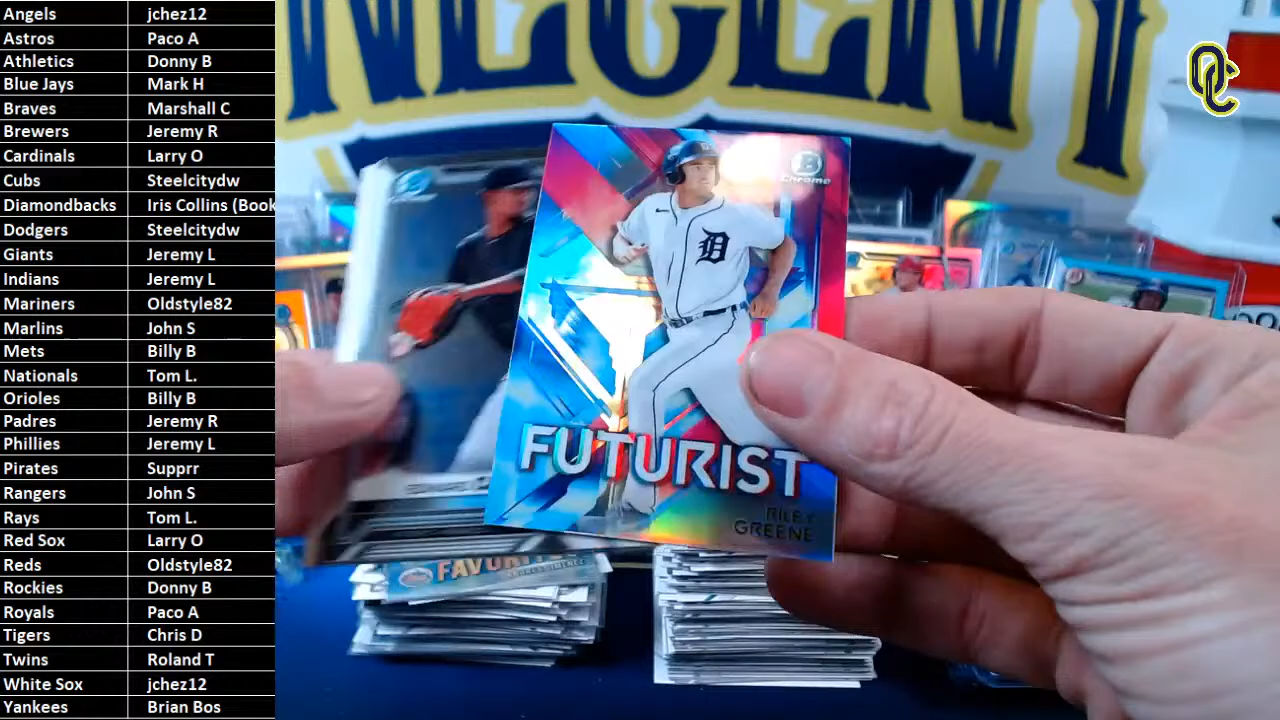 Angels jchez12
Astros Paco A
Athletics Donny B
Blue Jays Mark H
Braves Marshall C
Brewers Jeremy R
Cardinals Larry O
Cubs Steelcitydw
Diamondbacks Iris Collins (Book
Dodgers Steelcitydw
Giants Jeremy L
Indians Jeremy L
Mariners Oldstyle82
Marlins John S
Mets Billy B
Nationals Tom L.
Orioles Billy B
Padres Jeremy R
Phillies Jeremy L
Pirates Supprr
Rangers John S
Rays Tom L.
Red Sox Larry O
Reds Oldstyle82
Rockies Donny B
Royals Paco A
Tigers Chris D
Twins Roland T
White Sox jchez12
Yankees Brian Bos
OC
B
Chrome
D
FUTURIST
RILEY
GREENE